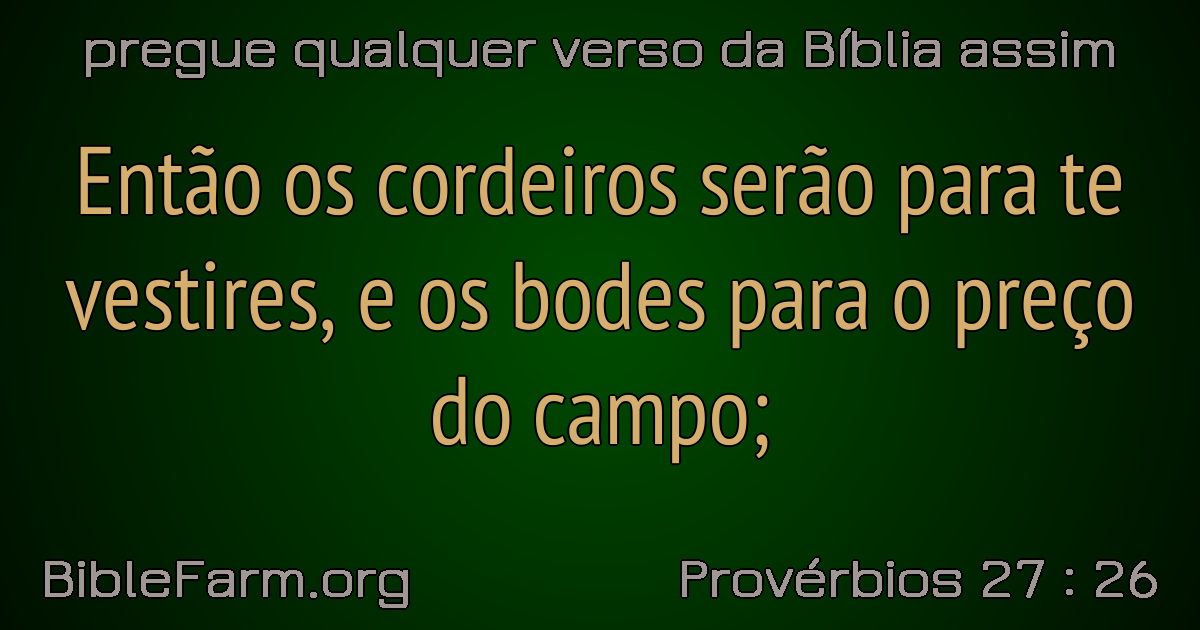 pregue qualquer verso da Bíblia assim
Então os cordeiros serão para te
vestires, e os bodes para o preço
do campo;
BibleFarm.org
Provérbios 27 : 26